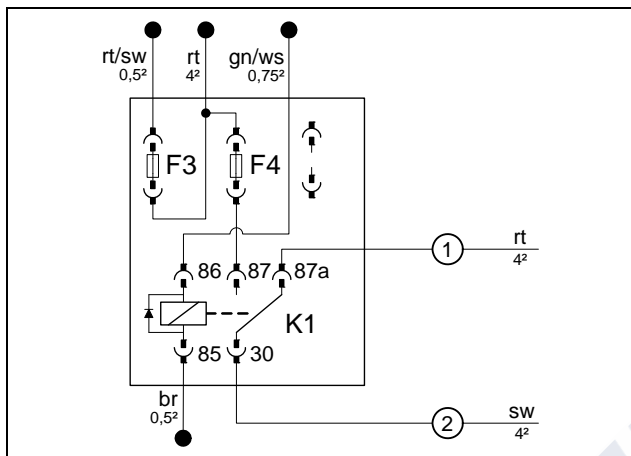 rt/sw
0,5²
rt
4²
gn/ws
0,75²
F3
F4
1
rt
4²
86
87
87a
K1
85
30
br
0,5²
2
sw
4²